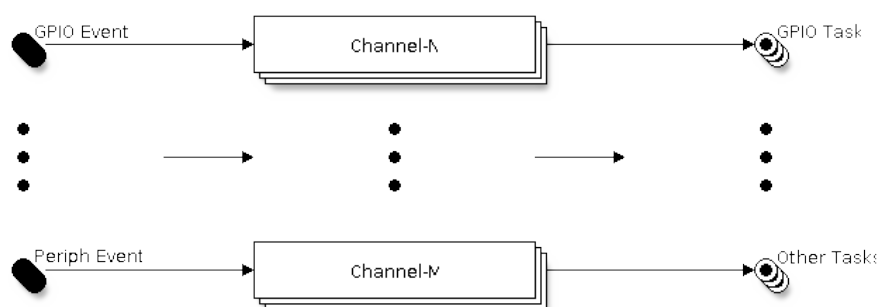 GPIO Event
Channel-N
GPIO Task
Periph Event
Channel-M
Other Tasks